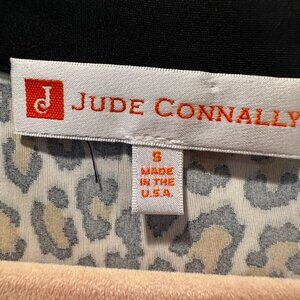 J
JUDE CONNALLY
S
MADE
IN THE
U.S.A.